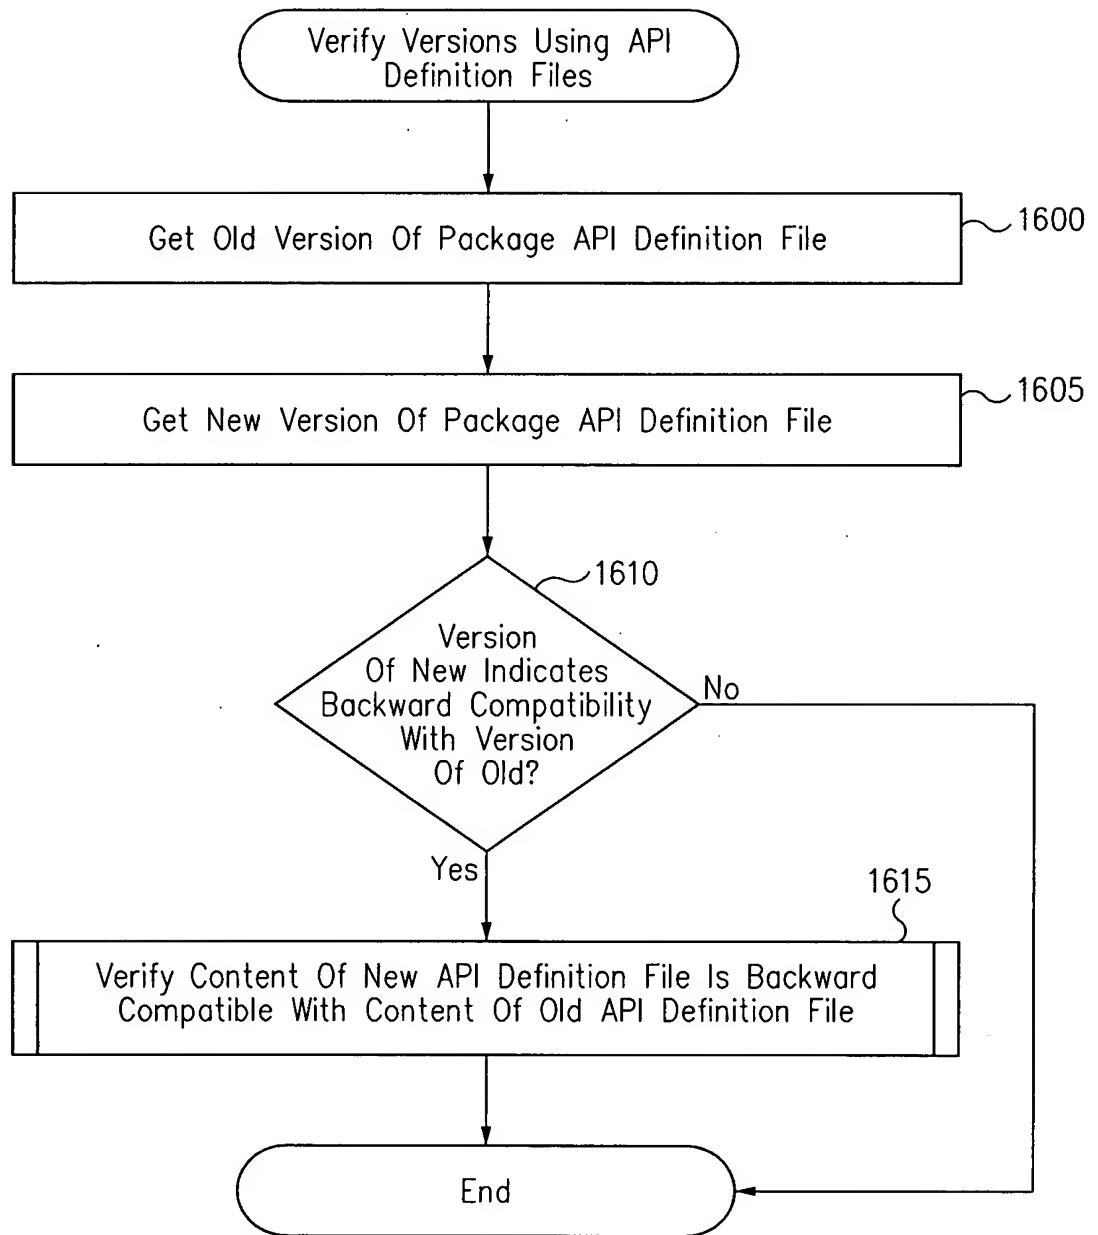 Verify Versions Using API
Definition Files
Get Old Version Of Package API Definition File
1600
Get New Version Of Package API Definition File
1605
1610
Version
Of New Indicates
Backward Compatibility
With Version
Of Old?
No
Yes
1615
Verify Content Of New API Definition File Is Backward
Compatible With Content Of Old API Definition File
End